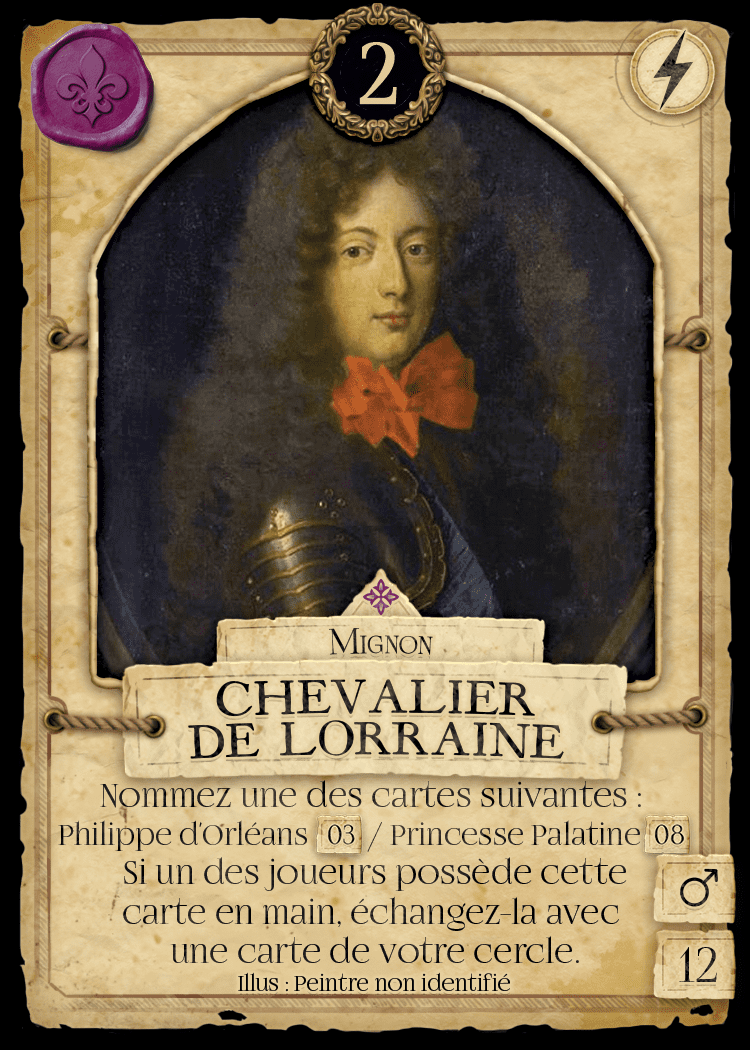 2
Mignon
CHEVALIER
DE LORRAINE
Nommez une des cartes suivantes :
Philippe d'Orléans 03 / Princesse Palatine 08
Si un des joueurs possède cette
carte en main, échangez-la avec
une carte de votre cercle.
Illus : Peintre non identifié
♂
12